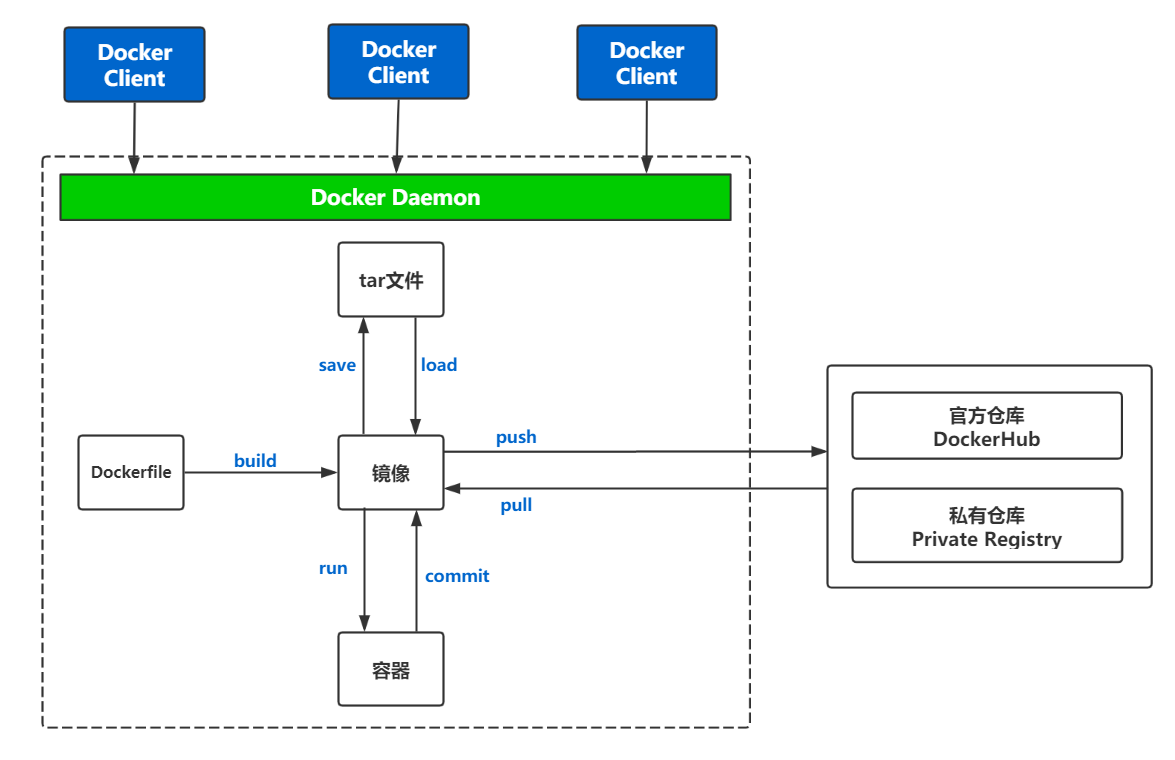 Docker
Client
Docker
Client
Docker
Client
Docker Daemon
tar文件
save
load
官方仓库
DockerHub
push
Dockerfile
build
镜像
pull
私有仓库
Private Registry
run
commit
容器